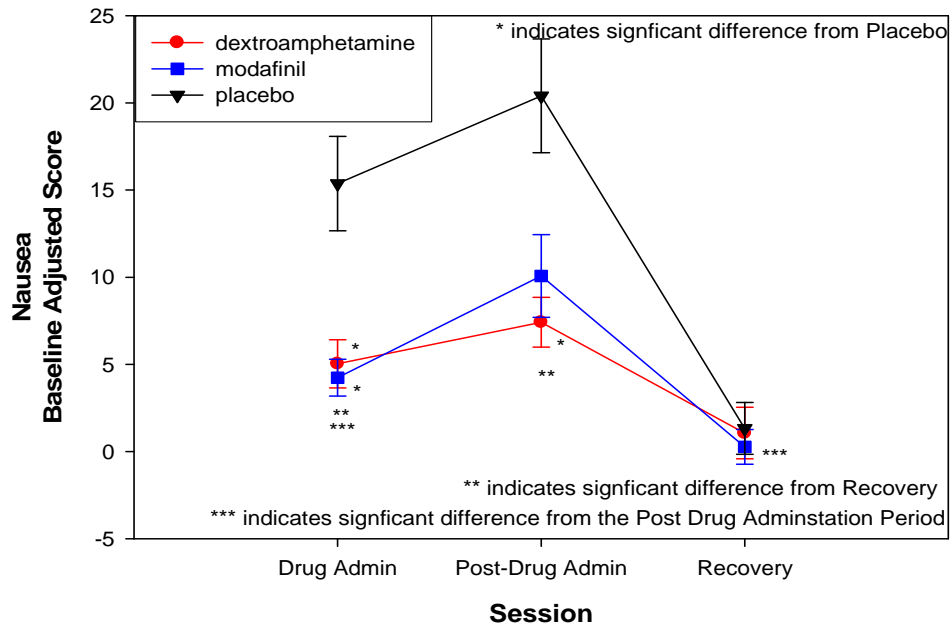 25
* indicates signficant difference from Placebo
dextroamphetamine
modafinil
placebo
20
15
10
5
0
-5
Nausea
Baseline Adjusted Score
*
*
**
***
*
**
***
** indicates signficant difference from Recovery
*** indicates signficant difference from the Post Drug Adminstation Period
Drug Admin
Post-Drug Admin
Recovery
Session